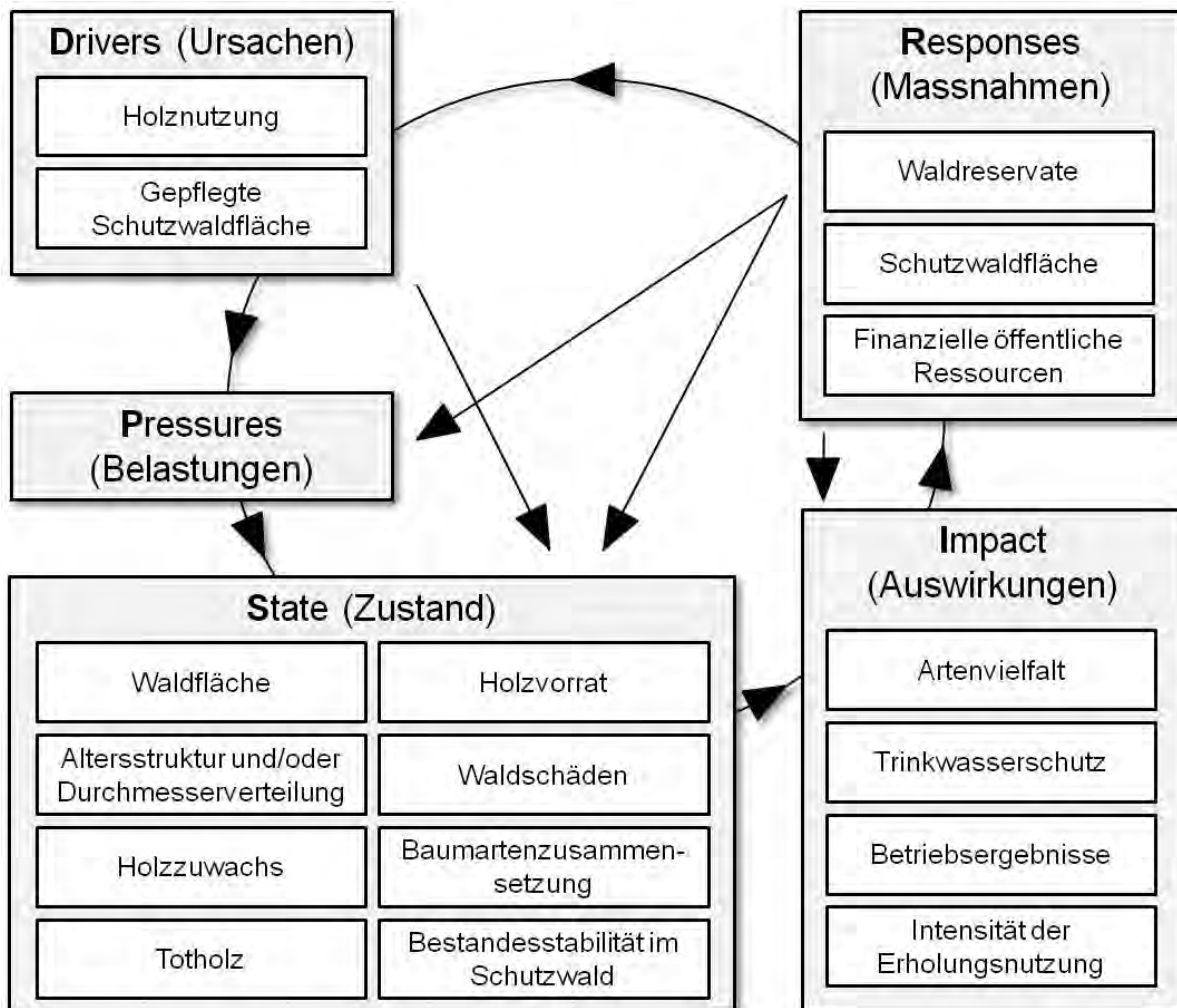 Drivers (Ursachen)
Holznutzung
Gepflegte
Schutzwaldfläche
Responses
(Massnahmen)
Waldreservate
Schutzwaldfläche
Finanzielle öffentliche
Ressourcen
Pressures
(Belastungen)
State (Zustand)
Waldfläche
Holzvorrat
Altersstruktur und/oder
Durchmesserverteilung
Waldschäden
Holzzuwachs
Baumartenzusammen-
setzung
Totholz
Bestandesstabilität im
Schutzwald
Impact
(Auswirkungen)
Artenvielfalt
Trinkwasserschutz
Betriebsergebnisse
Intensität der
Erholungsnutzung